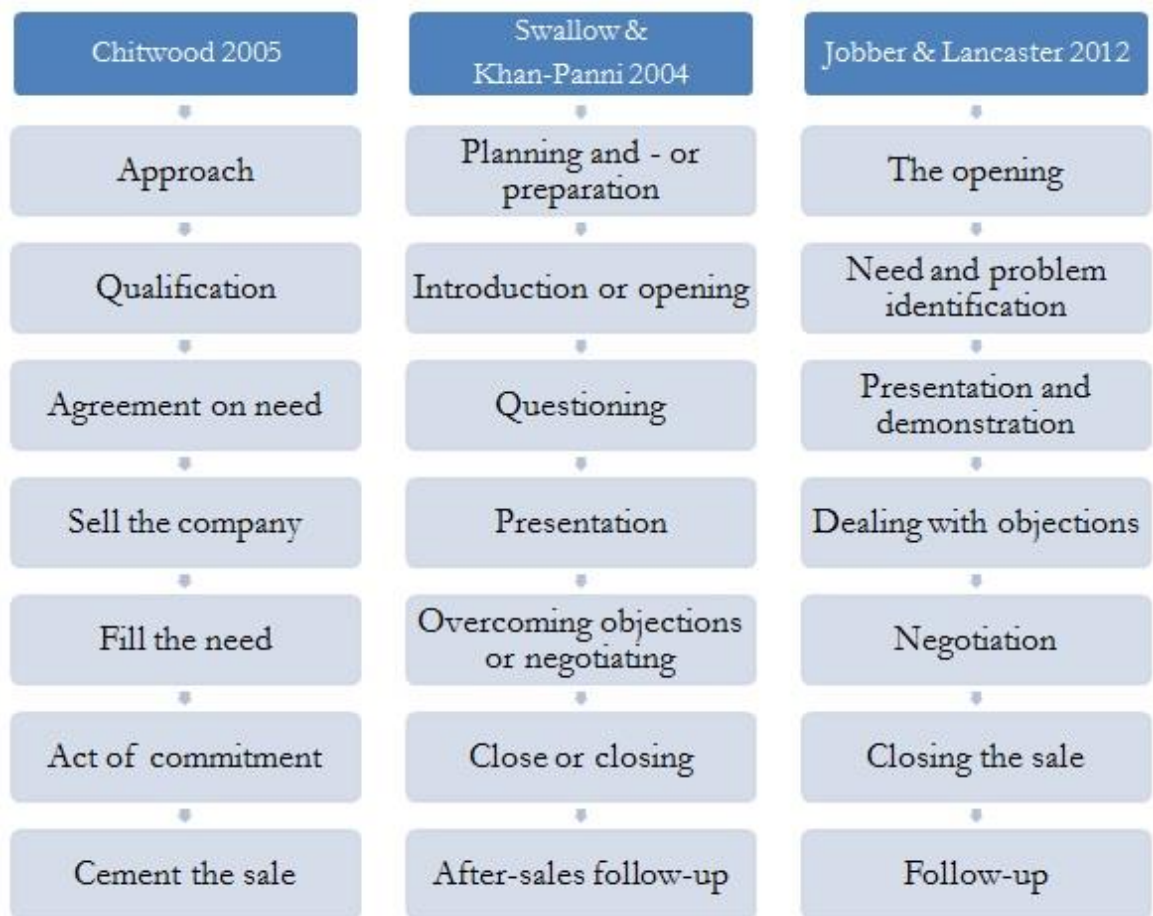 Chitwood 2005
Approach
Qualification
Agreement on need
Sell the company
Fill the need
Act of commitment
Cement the sale
Swallow &
Khan-Panni 2004
Planning and - or
preparation
Introduction or opening
Questioning
Presentation
Overcoming objections
or negotiating
Close or closing
After-sales follow-up
Jobber & Lancaster 2012
The opening
Need and problem
identification
Presentation and
demonstration
Dealing with objections
Negotiation
Closing the sale
Follow-up